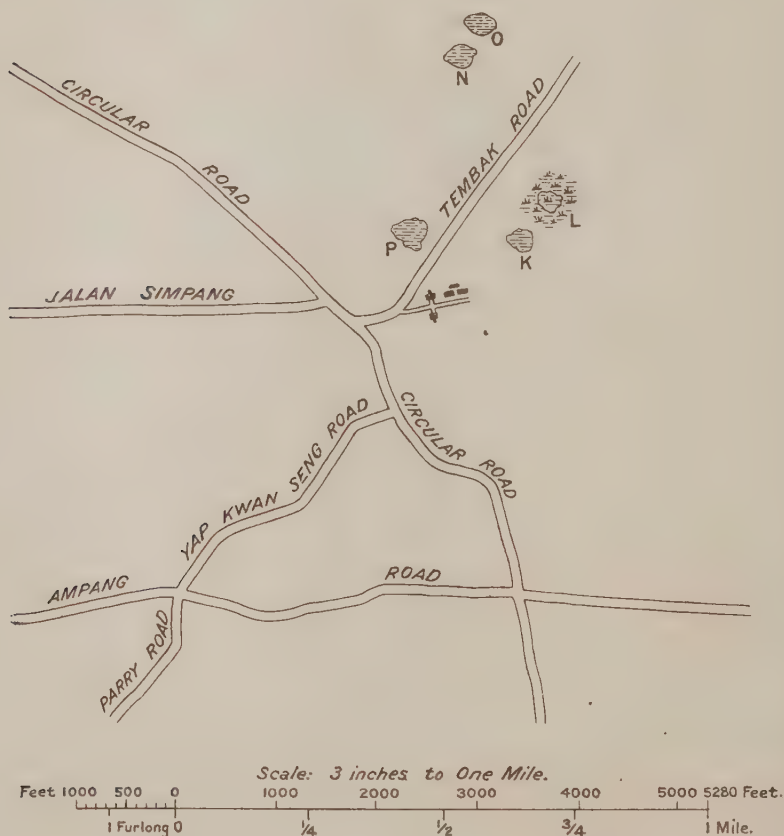 O
N
CIRCULAR ROAD
TEMBAK ROAD
L
P
K
JALAN SIMPANG
CIRCULAR ROAD
YAP KWAN SENG ROAD
AMPANG ROAD
PARRY ROAD
Scale: 3 inches to One Mile.
Feet 1000 500 0 1000 2000 3000 4000 5000 5280 Feet.
1 Furlong 0 1/4 1/2 3/4 1 Mile.